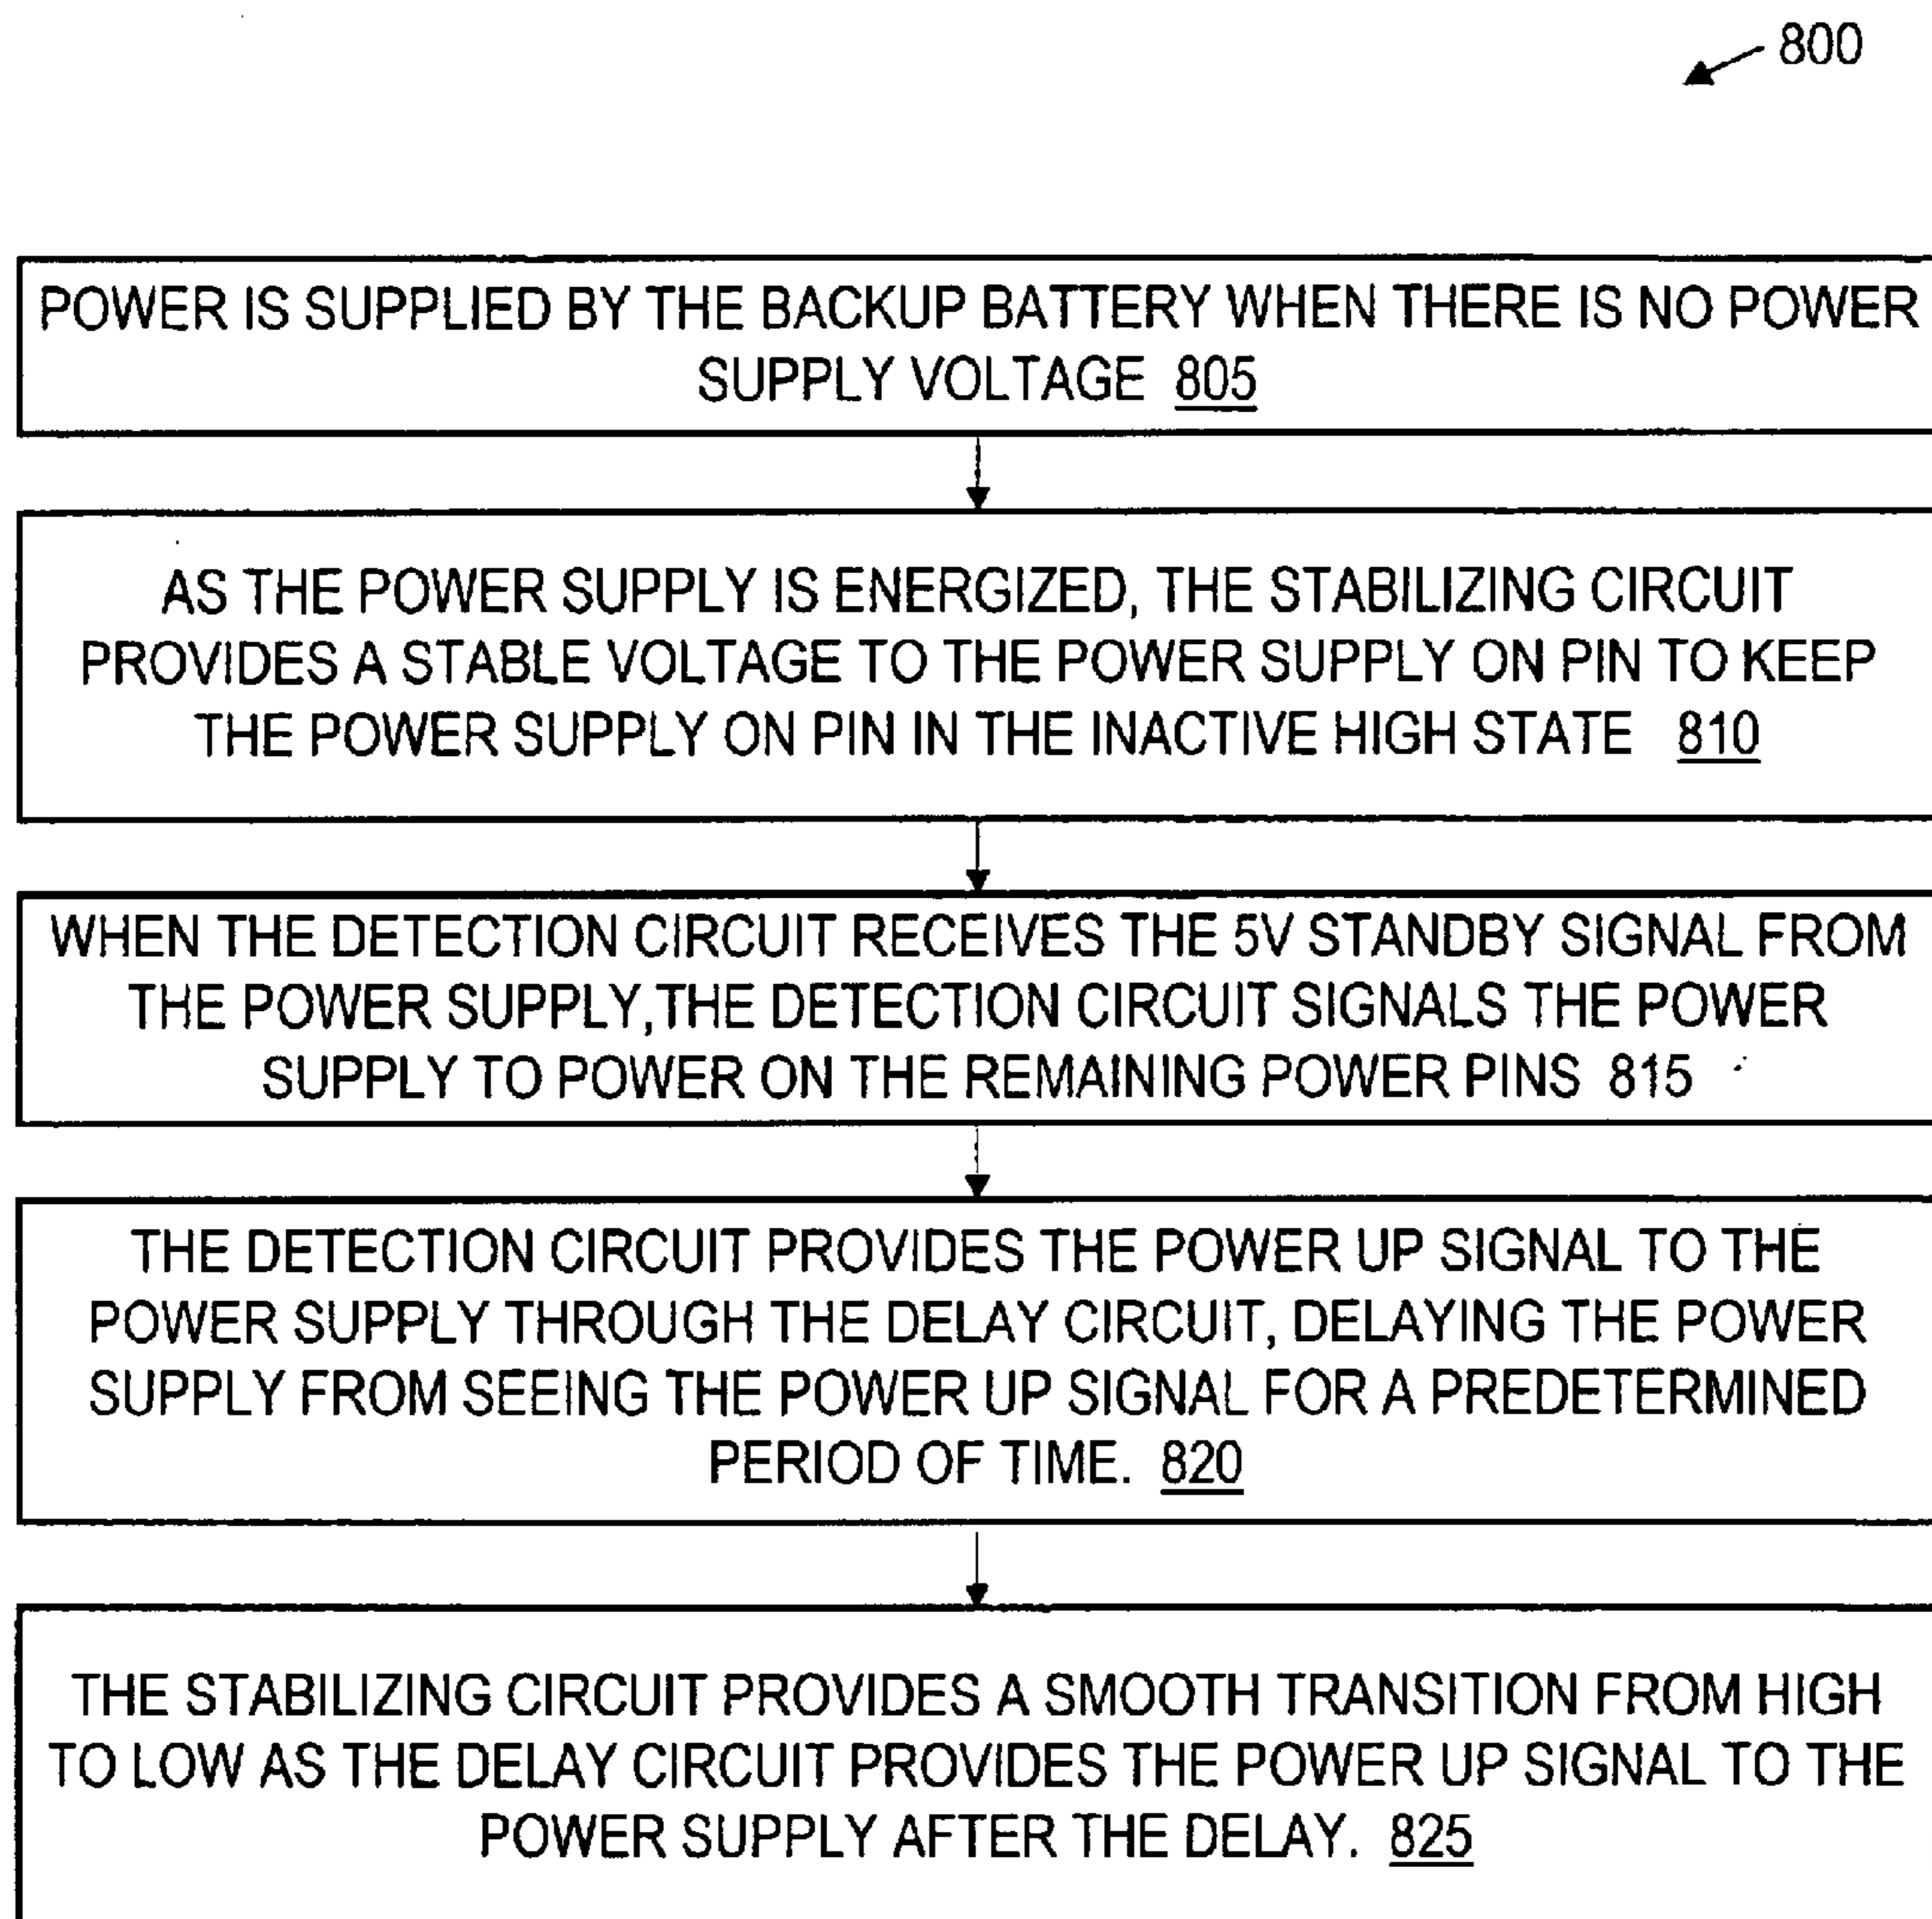 800
POWER IS SUPPLIED BY THE BACKUP BATTERY WHEN THERE IS NO POWER
SUPPLY VOLTAGE 805
AS THE POWER SUPPLY IS ENERGIZED, THE STABILIZING CIRCUIT
PROVIDES A STABLE VOLTAGE TO THE POWER SUPPLY ON PIN TO KEEP
THE POWER SUPPLY ON PIN IN THE INACTIVE HIGH STATE 810
WHEN THE DETECTION CIRCUIT RECEIVES THE 5V STANDBY SIGNAL FROM
THE POWER SUPPLY, THE DETECTION CIRCUIT SIGNALS THE POWER
SUPPLY TO POWER ON THE REMAINING POWER PINS 815
THE DETECTION CIRCUIT PROVIDES THE POWER UP SIGNAL TO THE
POWER SUPPLY THROUGH THE DELAY CIRCUIT, DELAYING THE POWER
SUPPLY FROM SEEING THE POWER UP SIGNAL FOR A PREDETERMINED
PERIOD OF TIME. 820
THE STABILIZING CIRCUIT PROVIDES A SMOOTH TRANSITION FROM HIGH
TO LOW AS THE DELAY CIRCUIT PROVIDES THE POWER UP SIGNAL TO THE
POWER SUPPLY AFTER THE DELAY. 825